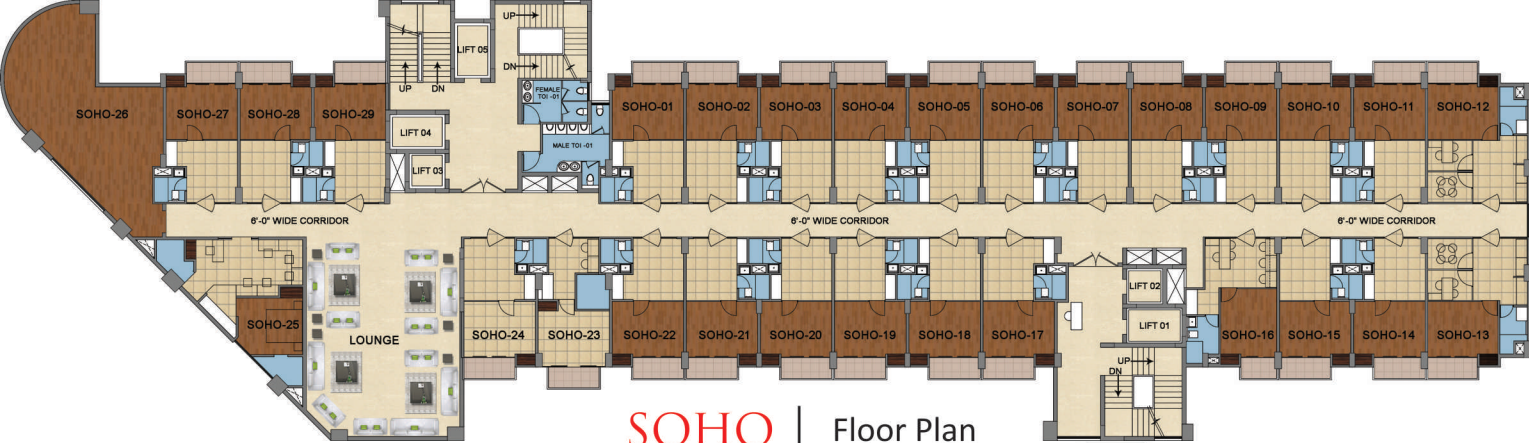 UP
LIFT 05
DN
UP
DN
FEMALE
TOI -01
SOHO-26
SOHO-27
SOHO-28
SOHO-29
LIFT 04
MALE TOI -01
LIFT 03
SOHO-01
SOHO-02
SOHO-03
SOHO-04
SOHO-05
SOHO-06
SOHO-07
SOHO-08
SOHO-09
SOHO-10
SOHO-11
SOHO-12
6'-0" WIDE CORRIDOR
6'-0" WIDE CORRIDOR
6'-0" WIDE CORRIDOR
LIFT 02
LIFT 01
SOHO-25
LOUNGE
SOHO-24
SOHO-23
SOHO-22
SOHO-21
SOHO-20
SOHO-19
SOHO-18
SOHO-17
SOHO-16
SOHO-15
SOHO-14
SOHO-13
UP
DN
SOHO | Floor Plan